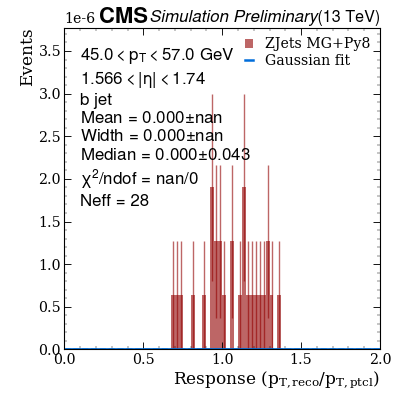 1e-6 CMS Simulation Preliminary (13 TeV)
Events
ZJets MG+Py8
Gaussian fit
45.0<p_T<57.0 GeV
1.566<|η|<1.74
b jet
Mean = 0.000±nan
Width = 0.000±nan
Median = 0.000±0.043
χ²/ndof = nan/0
Neff = 28
3.5
3.0
2.5
2.0
1.5
1.0
0.5
0.0
0.0 0.5 1.0 1.5 2.0
Response (p_T,reco/p_T,ptcl)